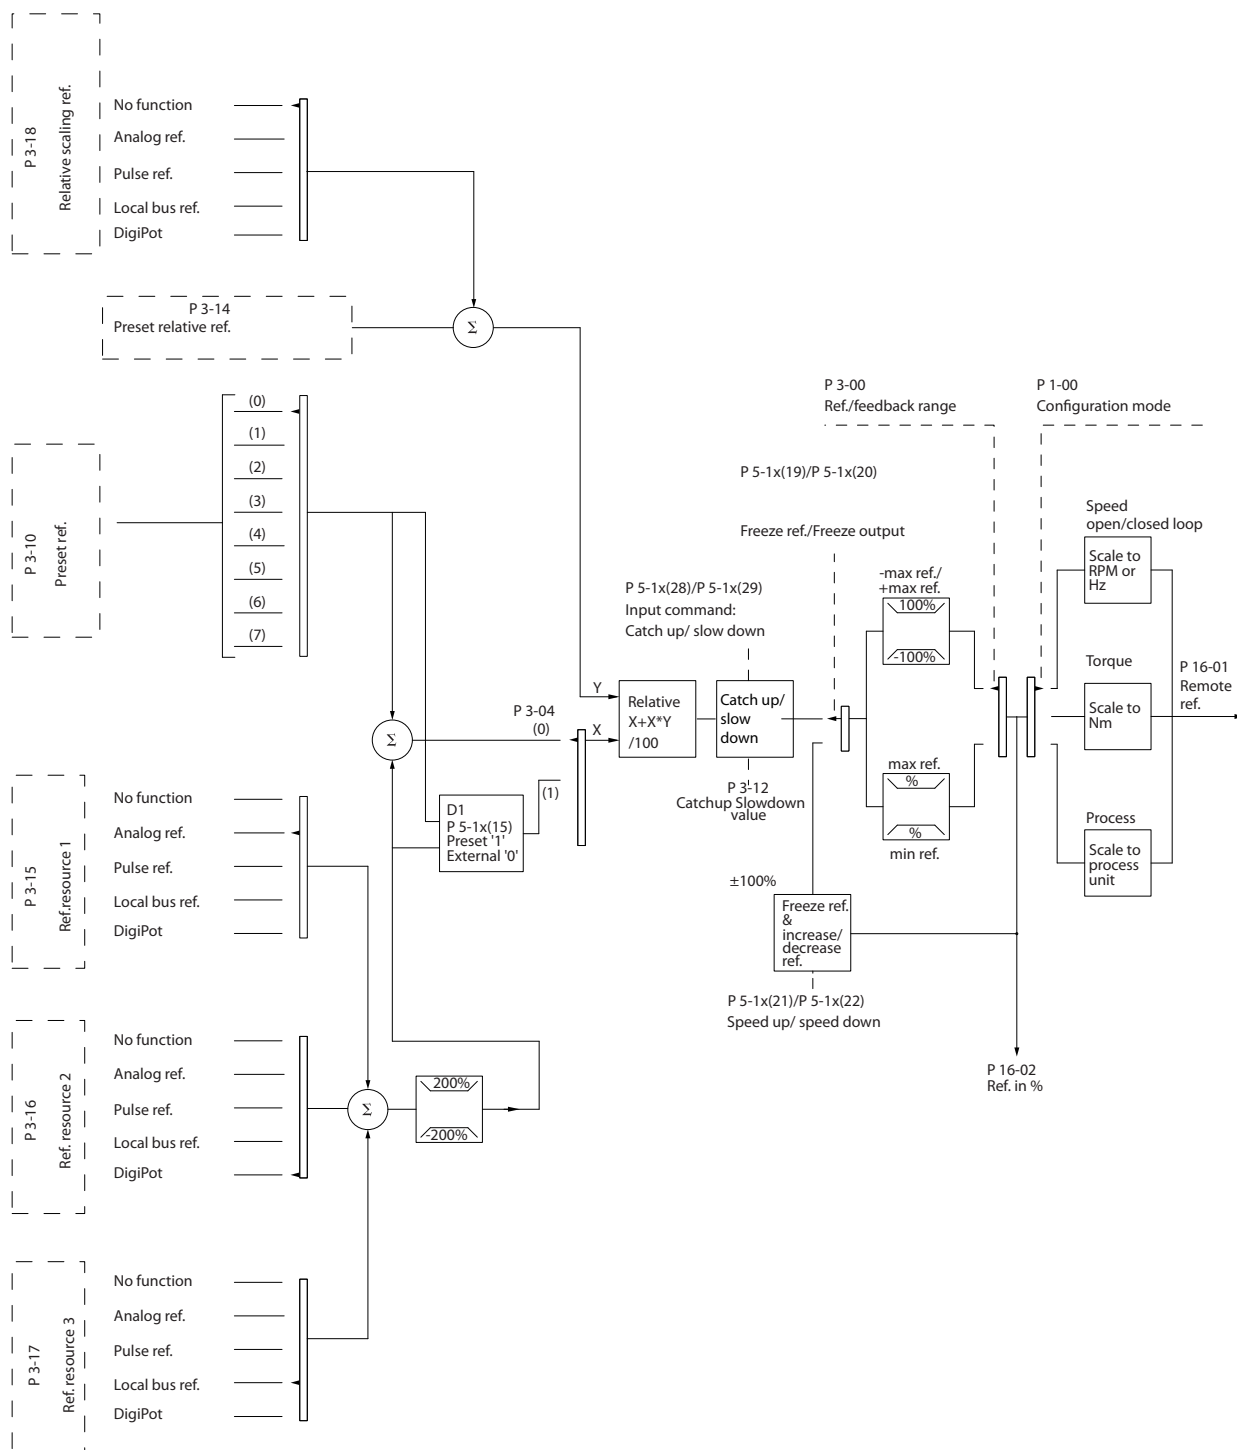 P 3-18
Relative scaling ref.
No function
Analog ref.
Pulse ref.
Local bus ref.
DigiPot
P 3-14
Preset relative ref.
Σ
P 3-10
Preset ref.
(0)
(1)
(2)
(3)
(4)
(5)
(6)
(7)
P 3-00
Ref./feedback range
P 1-00
Configuration mode
P 5-1x(19)/P 5-1x(20)
Freeze ref./Freeze output
Speed
open/closed loop
Scale to
RPM or
Hz
-max ref./
+max ref.
100%
-100%
P 5-1x(28)/P 5-1x(29)
Input command:
Catch up/ slow down
Torque
Scale to
Nm
P 16-01
Remote
ref.
Y
X
Relative
X+X*Y
/100
Catch up/
slow
down
P 3-04
(0)
(1)
Σ
P 3-12
Catchup Slowdown
value
max ref.
%
%
min ref.
Process
Scale to
process
unit
D1
P 5-1x(15)
Preset '1'
External '0'
P 3-15
Ref.resource 1
No function
Analog ref.
Pulse ref.
Local bus ref.
DigiPot
±100%
Freeze ref.
&
increase/
decrease
ref.
P 5-1x(21)/P 5-1x(22)
Speed up/ speed down
P 16-02
Ref. in %
P 3-16
Ref. resource 2
No function
Analog ref.
Pulse ref.
Local bus ref.
DigiPot
Σ
200%
-200%
P 3-17
Ref. resource 3
No function
Analog ref.
Pulse ref.
Local bus ref.
DigiPot